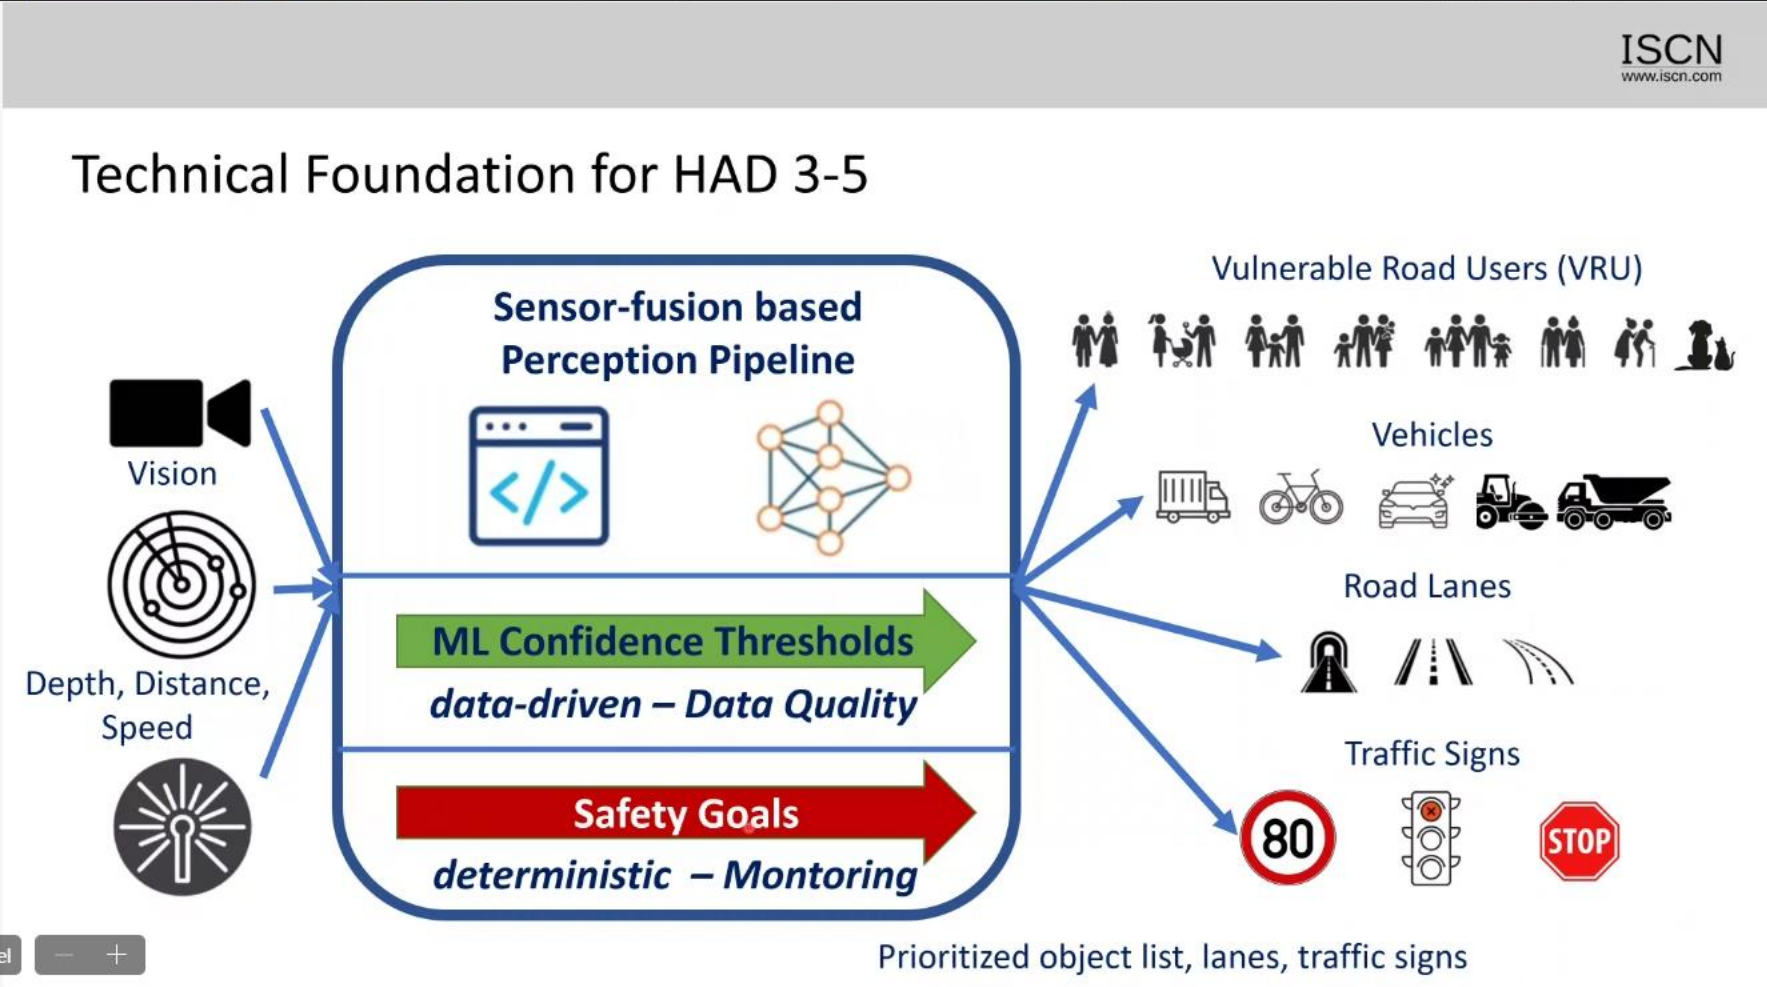 ISCN
www.iscn.com
Technical Foundation for HAD 3-5
Sensor-fusion based
Perception Pipeline
</>
Vision
Depth, Distance,
Speed
ML Confidence Thresholds
data-driven – Data Quality
Safety Goals
deterministic – Montoring
Vulnerable Road Users (VRU)
Vehicles
Road Lanes
Traffic Signs
80
STOP
Prioritized object list, lanes, traffic signs
el